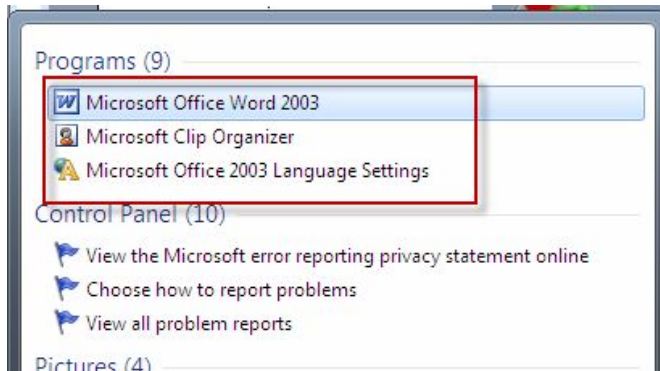 Programs (9)
Microsoft Office Word 2003
Microsoft Clip Organizer
Microsoft Office 2003 Language Settings
Control Panel (10)
View the Microsoft error reporting privacy statement online
Choose how to report problems
View all problem reports
Pictures (4)